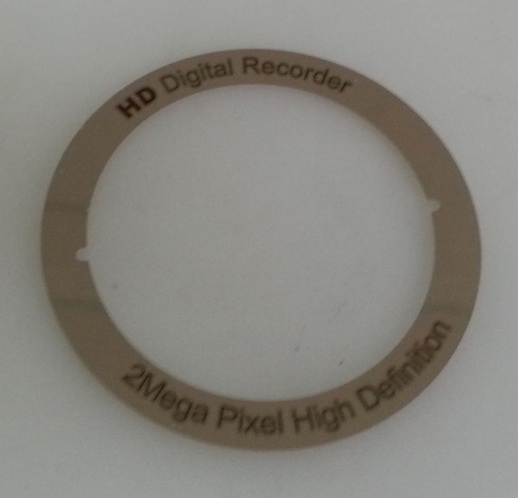 HD Digital Recorder
2Mega Pixel High Definition